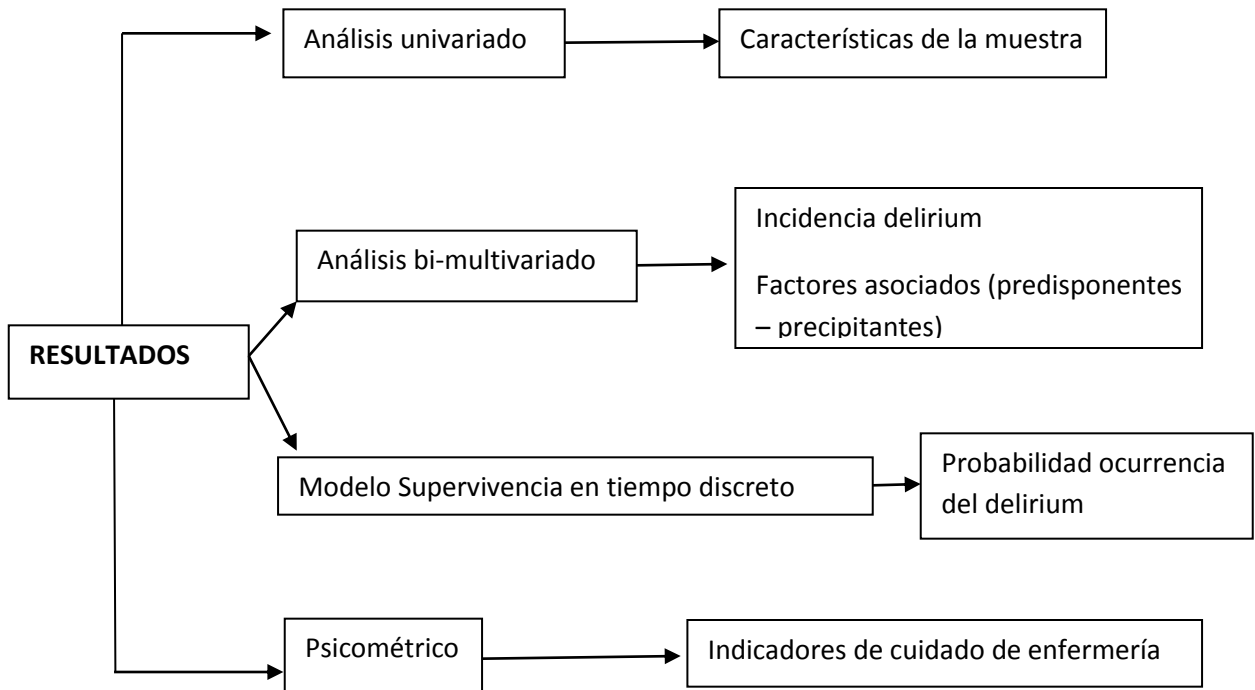 Análisis univariado
Características de la muestra
Análisis bi-multivariado
Incidencia delirium
Factores asociados (predisponentes
– precipitantes)
RESULTADOS
Modelo Supervivencia en tiempo discreto
Probabilidad ocurrencia
del delirium
Psicométrico
Indicadores de cuidado de enfermería